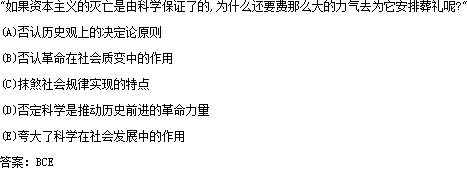 “如果资本主义的灭亡是由科学保证了的,为什么还要费那么大的力气去为它安排葬礼呢?”
(A)否认历史观上的决定论原则
(B)否认革命在社会质变中的作用
(C)抹煞社会规律实现的特点
(D)否定科学是推动历史前进的革命力量
(E)夸大了科学在社会发展中的作用
答案：BCE